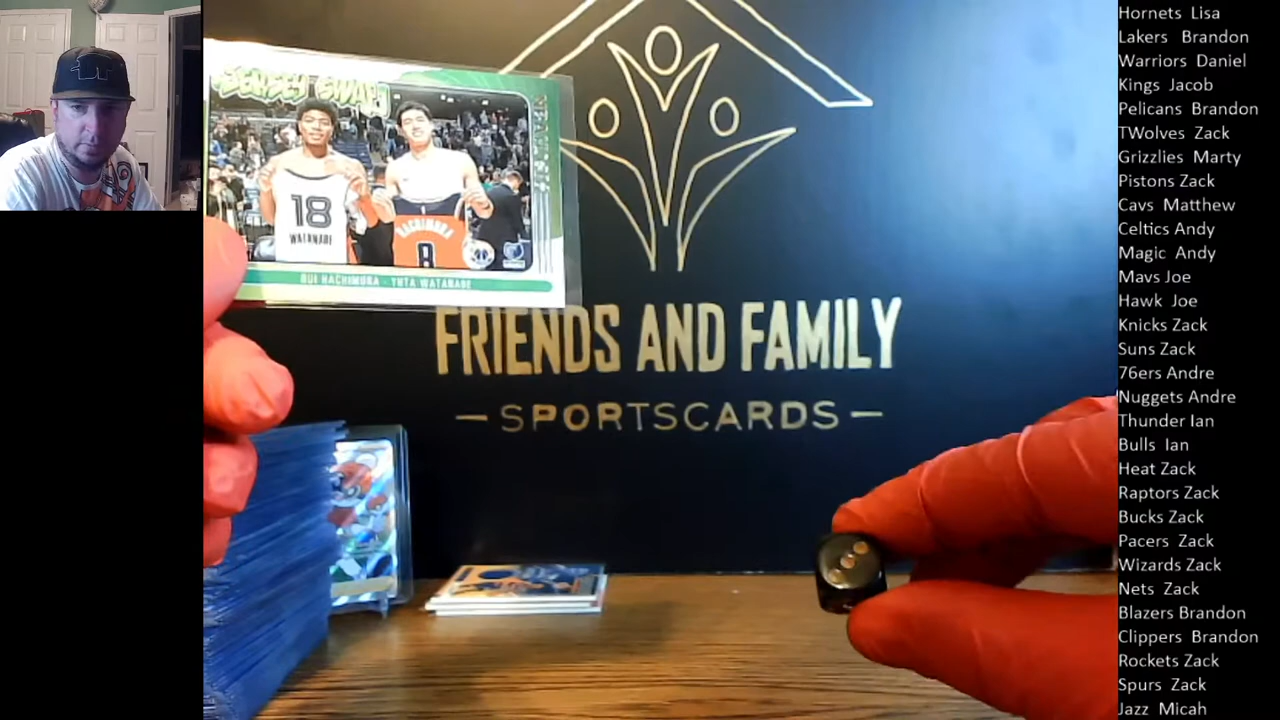 JERSEY SWAP
18
WATANABE
HACHIMURA
8
RUI HACHIMURA - YUTA WATANABE
FRIENDS AND FAMILY
— SPORTSCARDS —
Hornets Lisa
Lakers Brandon
Warriors Daniel
Kings Jacob
Pelicans Brandon
TWolves Zack
Grizzlies Marty
Pistons Zack
Cavs Matthew
Celtics Andy
Magic Andy
Mavs Joe
Hawk Joe
Knicks Zack
Suns Zack
76ers Andre
Nuggets Andre
Thunder Ian
Bulls Ian
Heat Zack
Raptors Zack
Bucks Zack
Pacers Zack
Wizards Zack
Nets Zack
Blazers Brandon
Clippers Brandon
Rockets Zack
Spurs Zack
Jazz Micah